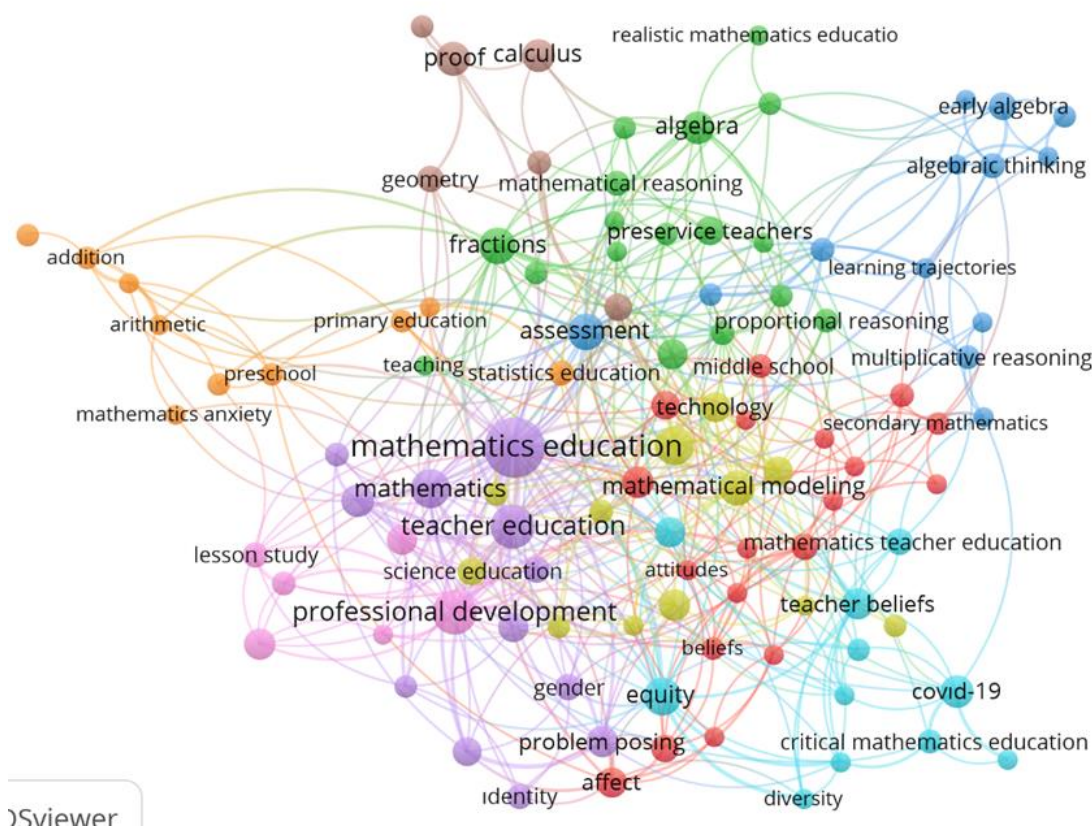 realistic mathematics educatio
proof
calculus
early algebra
algebra
algebraic thinking
geometry
mathematical reasoning
preservice teachers
fractions
addition
learning trajectories
arithmetic
primary education
assessment
proportional reasoning
teaching
statistics education
middle school
multiplicative reasoning
preschool
mathematics anxiety
technology
secondary mathematics
mathematics education
mathematics
mathematical modeling
teacher education
lesson study
mathematics teacher education
science education
attitudes
professional development
teacher beliefs
beliefs
gender
equity
covid-19
problem posing
critical mathematics education
affect
identity
diversity
OSviewer